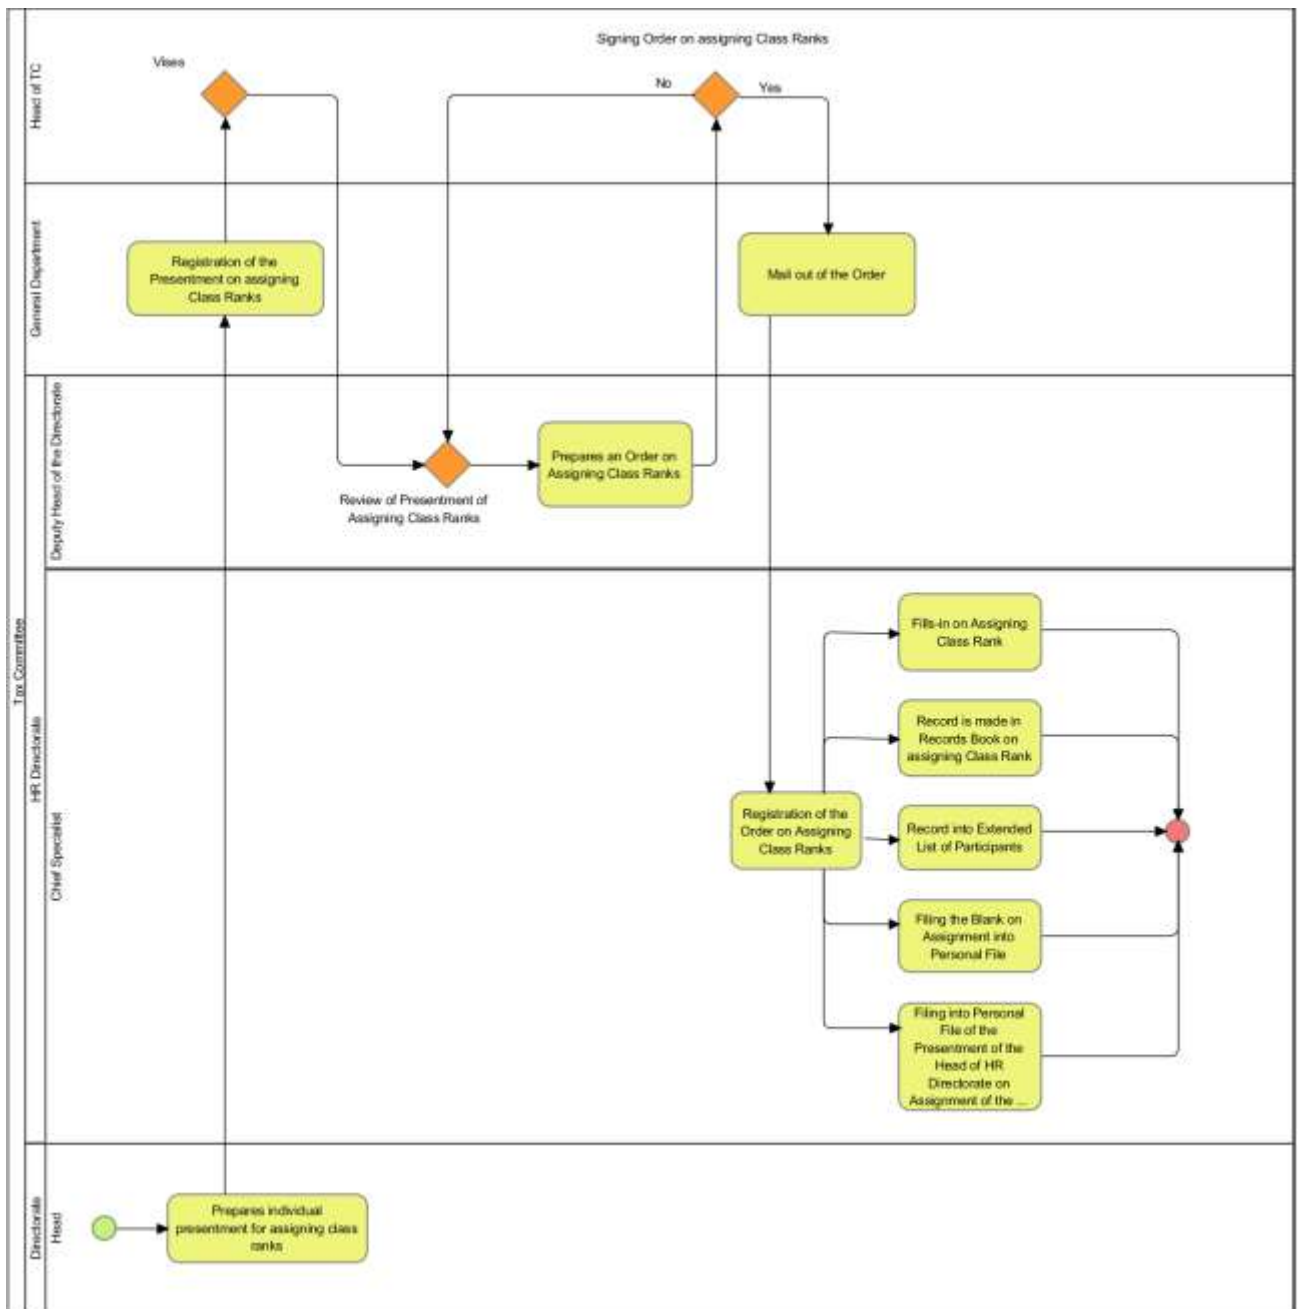 Signing Order on assigning Class Ranks
Vises
No
Yes
Head of TC
Registration of the
Presentment on assigning
Class Ranks
Mail out of the Order
General Department
Prepares an Order on
Assigning Class Ranks
Review of Presentment of
Assigning Class Ranks
Deputy Head of the Directorate
Tax Committee
HR Directorate
Chief Specialist
Fills-in on Assigning
Class Rank
Record is made in
Records Book on
assigning Class Rank
Registration of the
Order on Assigning
Class Ranks
Record into Extended
List of Participants
Filing the Blank on
Assignment into
Personal File
Filing into Personal
File of the
Presentment of the
Head of HR
Directorate on
Assignment of the ...
Directorate
Head
Prepares individual
presentment for assigning class
ranks